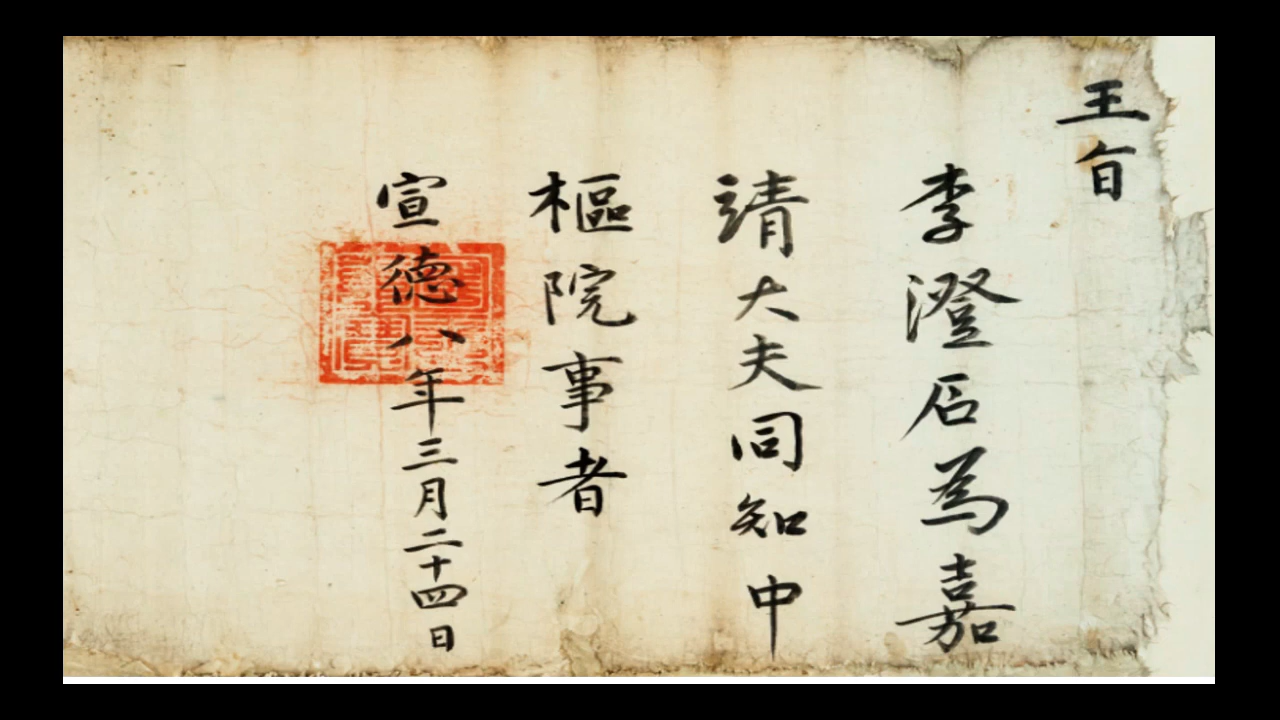 王旨
李澄石為嘉
靖大夫同知中
樞院事者
宣德八年三月二十四日